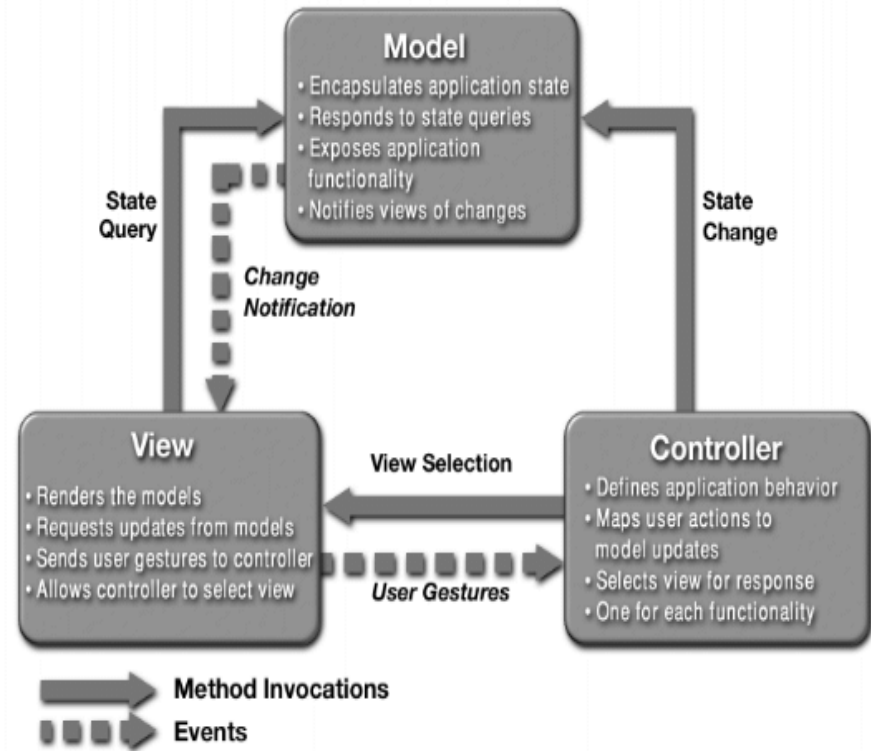 Model
• Encapsulates application state
• Responds to state queries
• Exposes application
functionality
• Notifies views of changes
State
Query
State
Change
Change
Notification
View
• Renders the models
• Requests updates from models
• Sends user gestures to controller
• Allows controller to select view
View Selection
User Gestures
Controller
• Defines application behavior
• Maps user actions to
model updates
• Selects view for response
• One for each functionality
Method Invocations
Events